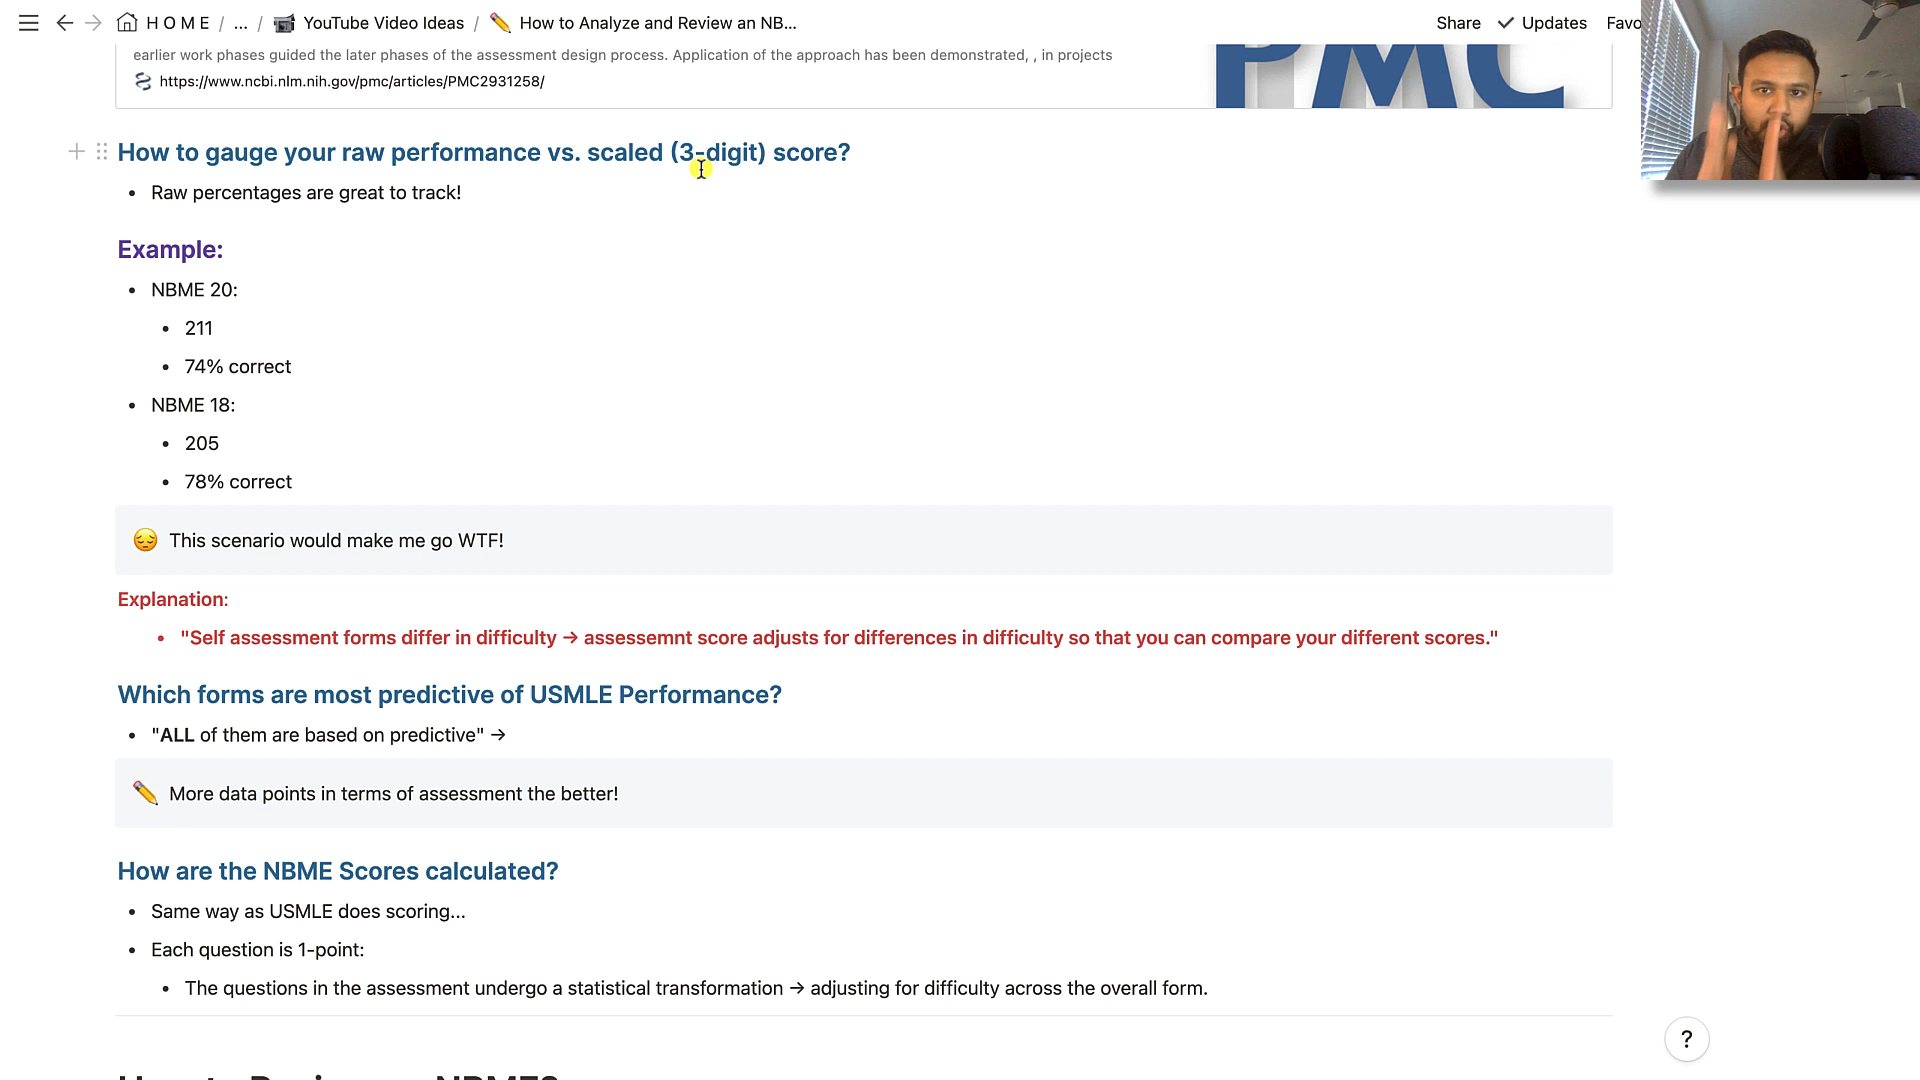 H O M E / ... / YouTube Video Ideas / How to Analyze and Review an NB... Share Updates Favo
earlier work phases guided the later phases of the assessment design process. Application of the approach has been demonstrated, , in projects
https://www.ncbi.nlm.nih.gov/pmc/articles/PMC2931258/
PMC
How to gauge your raw performance vs. scaled (3-digit) score?
• Raw percentages are great to track!
Example:
• NBME 20:
• 211
• 74% correct
• NBME 18:
• 205
• 78% correct
This scenario would make me go WTF!
Explanation:
• "Self assessment forms differ in difficulty → assessemnt score adjusts for differences in difficulty so that you can compare your different scores."
Which forms are most predictive of USMLE Performance?
• "ALL of them are based on predictive" →
More data points in terms of assessment the better!
How are the NBME Scores calculated?
• Same way as USMLE does scoring...
• Each question is 1-point:
• The questions in the assessment undergo a statistical transformation → adjusting for difficulty across the overall form.
?